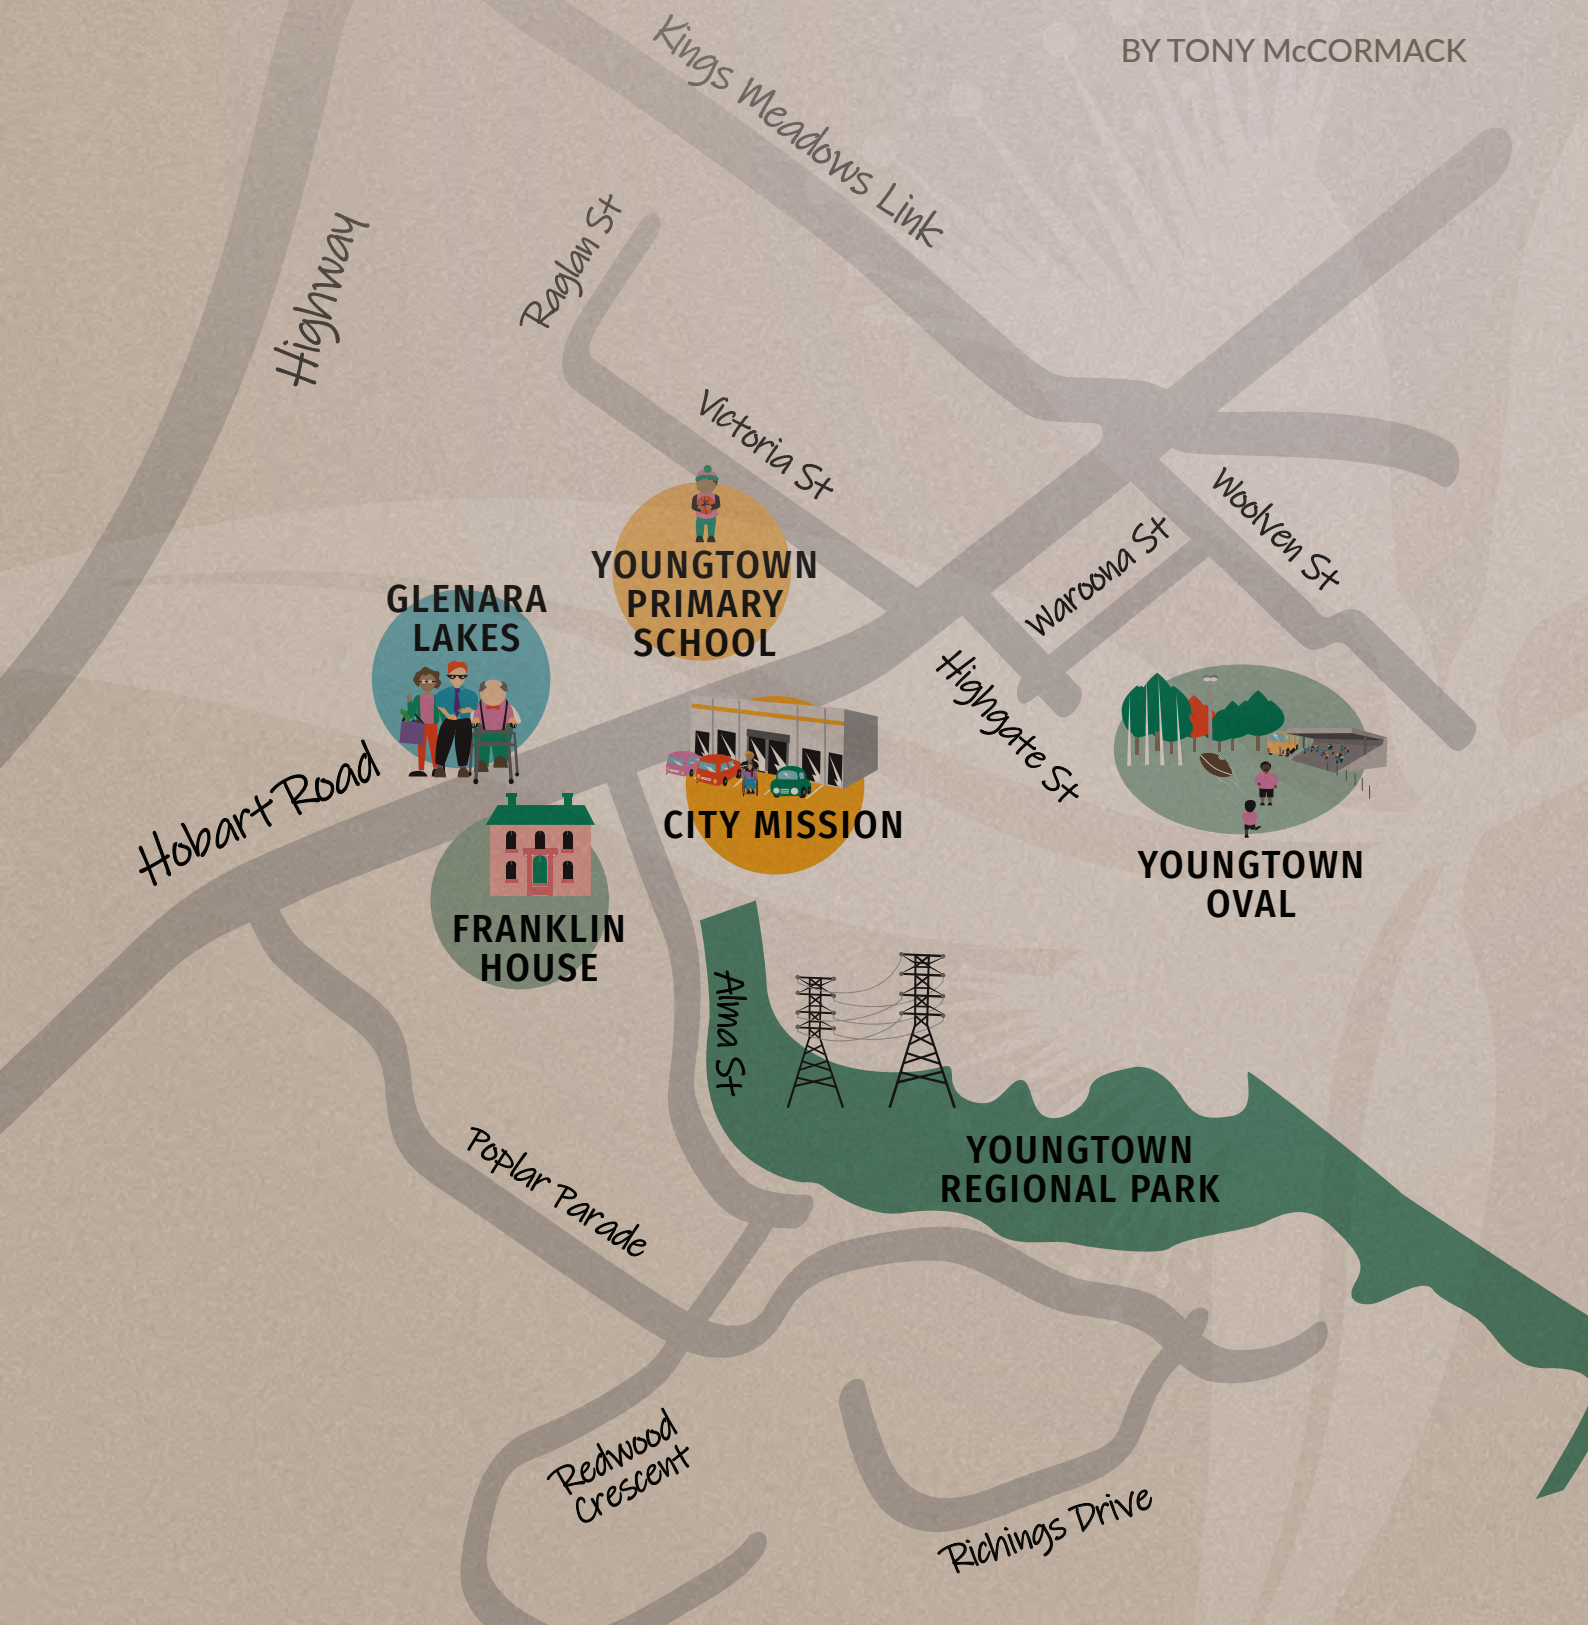 BY TONY McCORMACK
Kings Meadows Link
Raglan St
Highway
Victoria St
Woolven St
Waroona St
YOUNGTOWN
PRIMARY
SCHOOL
GLENARA
LAKES
Highgate St
Hobart Road
CITY MISSION
YOUNGTOWN
OVAL
FRANKLIN
HOUSE
Alma St
YOUNGTOWN
REGIONAL PARK
Poplar Parade
Redwood
Crescent
Richings Drive